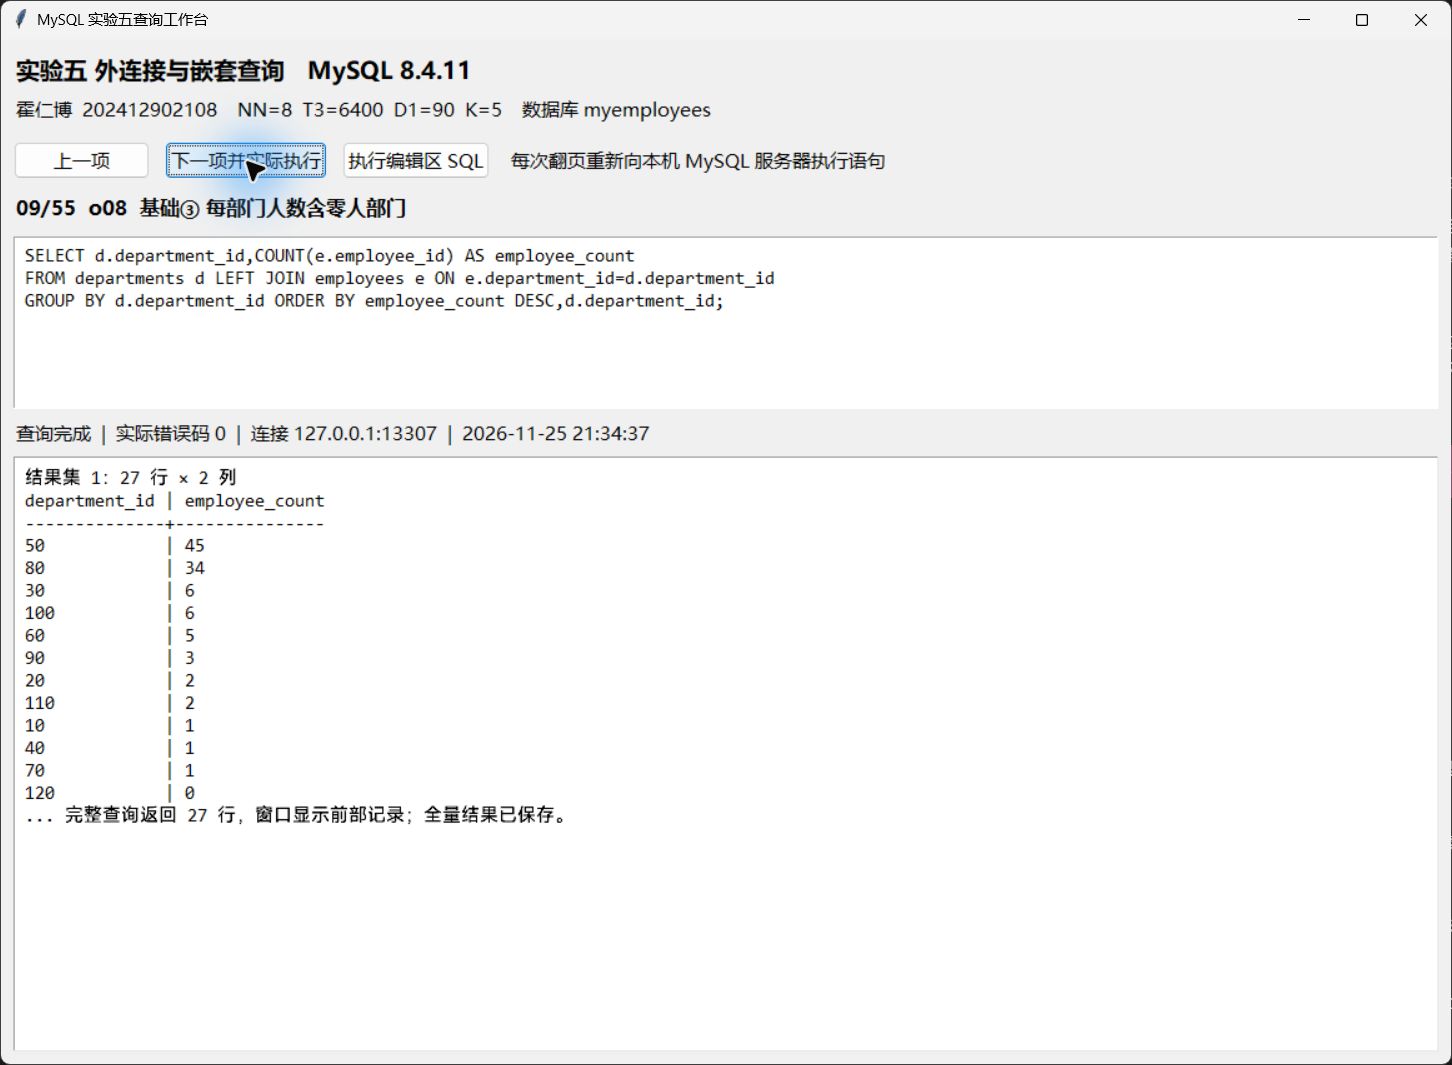 MySQL 实验五查询工作台
实验五 外连接与嵌套查询 MySQL 8.4.11
霍仁博 202412902108 NN=8 T3=6400 D1=90 K=5 数据库 myemployees
上一项 下一项并实际执行 执行编辑区 SQL 每次翻页重新向本机 MySQL 服务器执行语句
09/55 o08 基础③ 每部门人数含零人部门
SELECT d.department_id,COUNT(e.employee_id) AS employee_count
FROM departments d LEFT JOIN employees e ON e.department_id=d.department_id
GROUP BY d.department_id ORDER BY employee_count DESC,d.department_id;
查询完成 | 实际错误码 0 | 连接 127.0.0.1:13307 | 2026-11-25 21:34:37
结果集 1: 27 行 × 2 列
department_id | employee_count
--------------+---------------
50 | 45
80 | 34
30 | 6
100 | 6
60 | 5
90 | 3
20 | 2
110 | 2
10 | 1
40 | 1
70 | 1
120 | 0
... 完整查询返回 27 行，窗口显示前部记录；全量结果已保存。